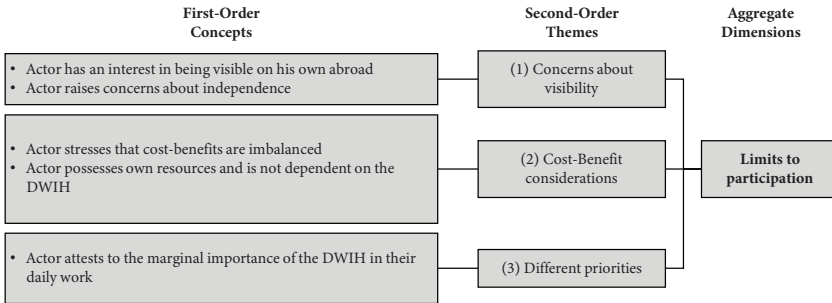 First-Order
Concepts
Second-Order
Themes
Aggregate
Dimensions
• Actor has an interest in being visible on his own abroad
• Actor raises concerns about independence
(1) Concerns about
visibility
• Actor stresses that cost-benefits are imbalanced
• Actor possesses own resources and is not dependent on the
DWIH
(2) Cost-Benefit
considerations
Limits to
participation
• Actor attests to the marginal importance of the DWIH in their
daily work
(3) Different priorities